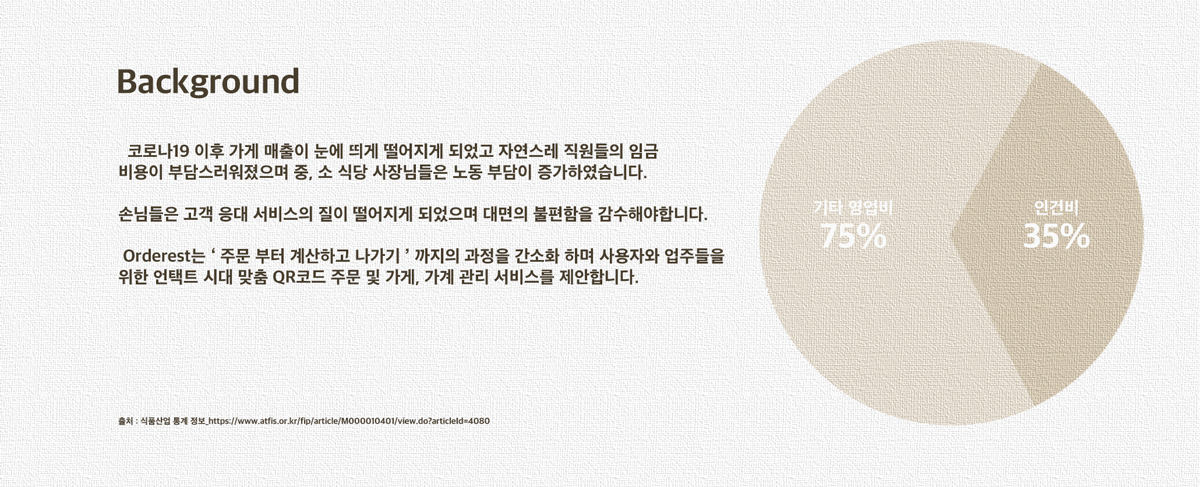 Background
코로나19 이후 가게 매출이 눈에 띄게 떨어지게 되었고 자연스레 직원들의 임금
비용이 부담스러워졌으며 중, 소 식당 사장님들은 노동 부담이 증가하였습니다.
손님들은 고객 응대 서비스의 질이 떨어지게 되었으며 대면의 불편함을 감수해야합니다.
Orderest는 ‘ 주문 부터 계산하고 나가기 ’ 까지의 과정을 간소화 하며 사용자와 업주들을
위한 언택트 시대 맞춤 QR코드 주문 및 가게, 가계 관리 서비스를 제안합니다.
기타 영업비
75%
인건비
35%
출처 : 식품산업 통계 정보_https://www.atfis.or.kr/fip/article/M000010401/view.do?articleId=4080